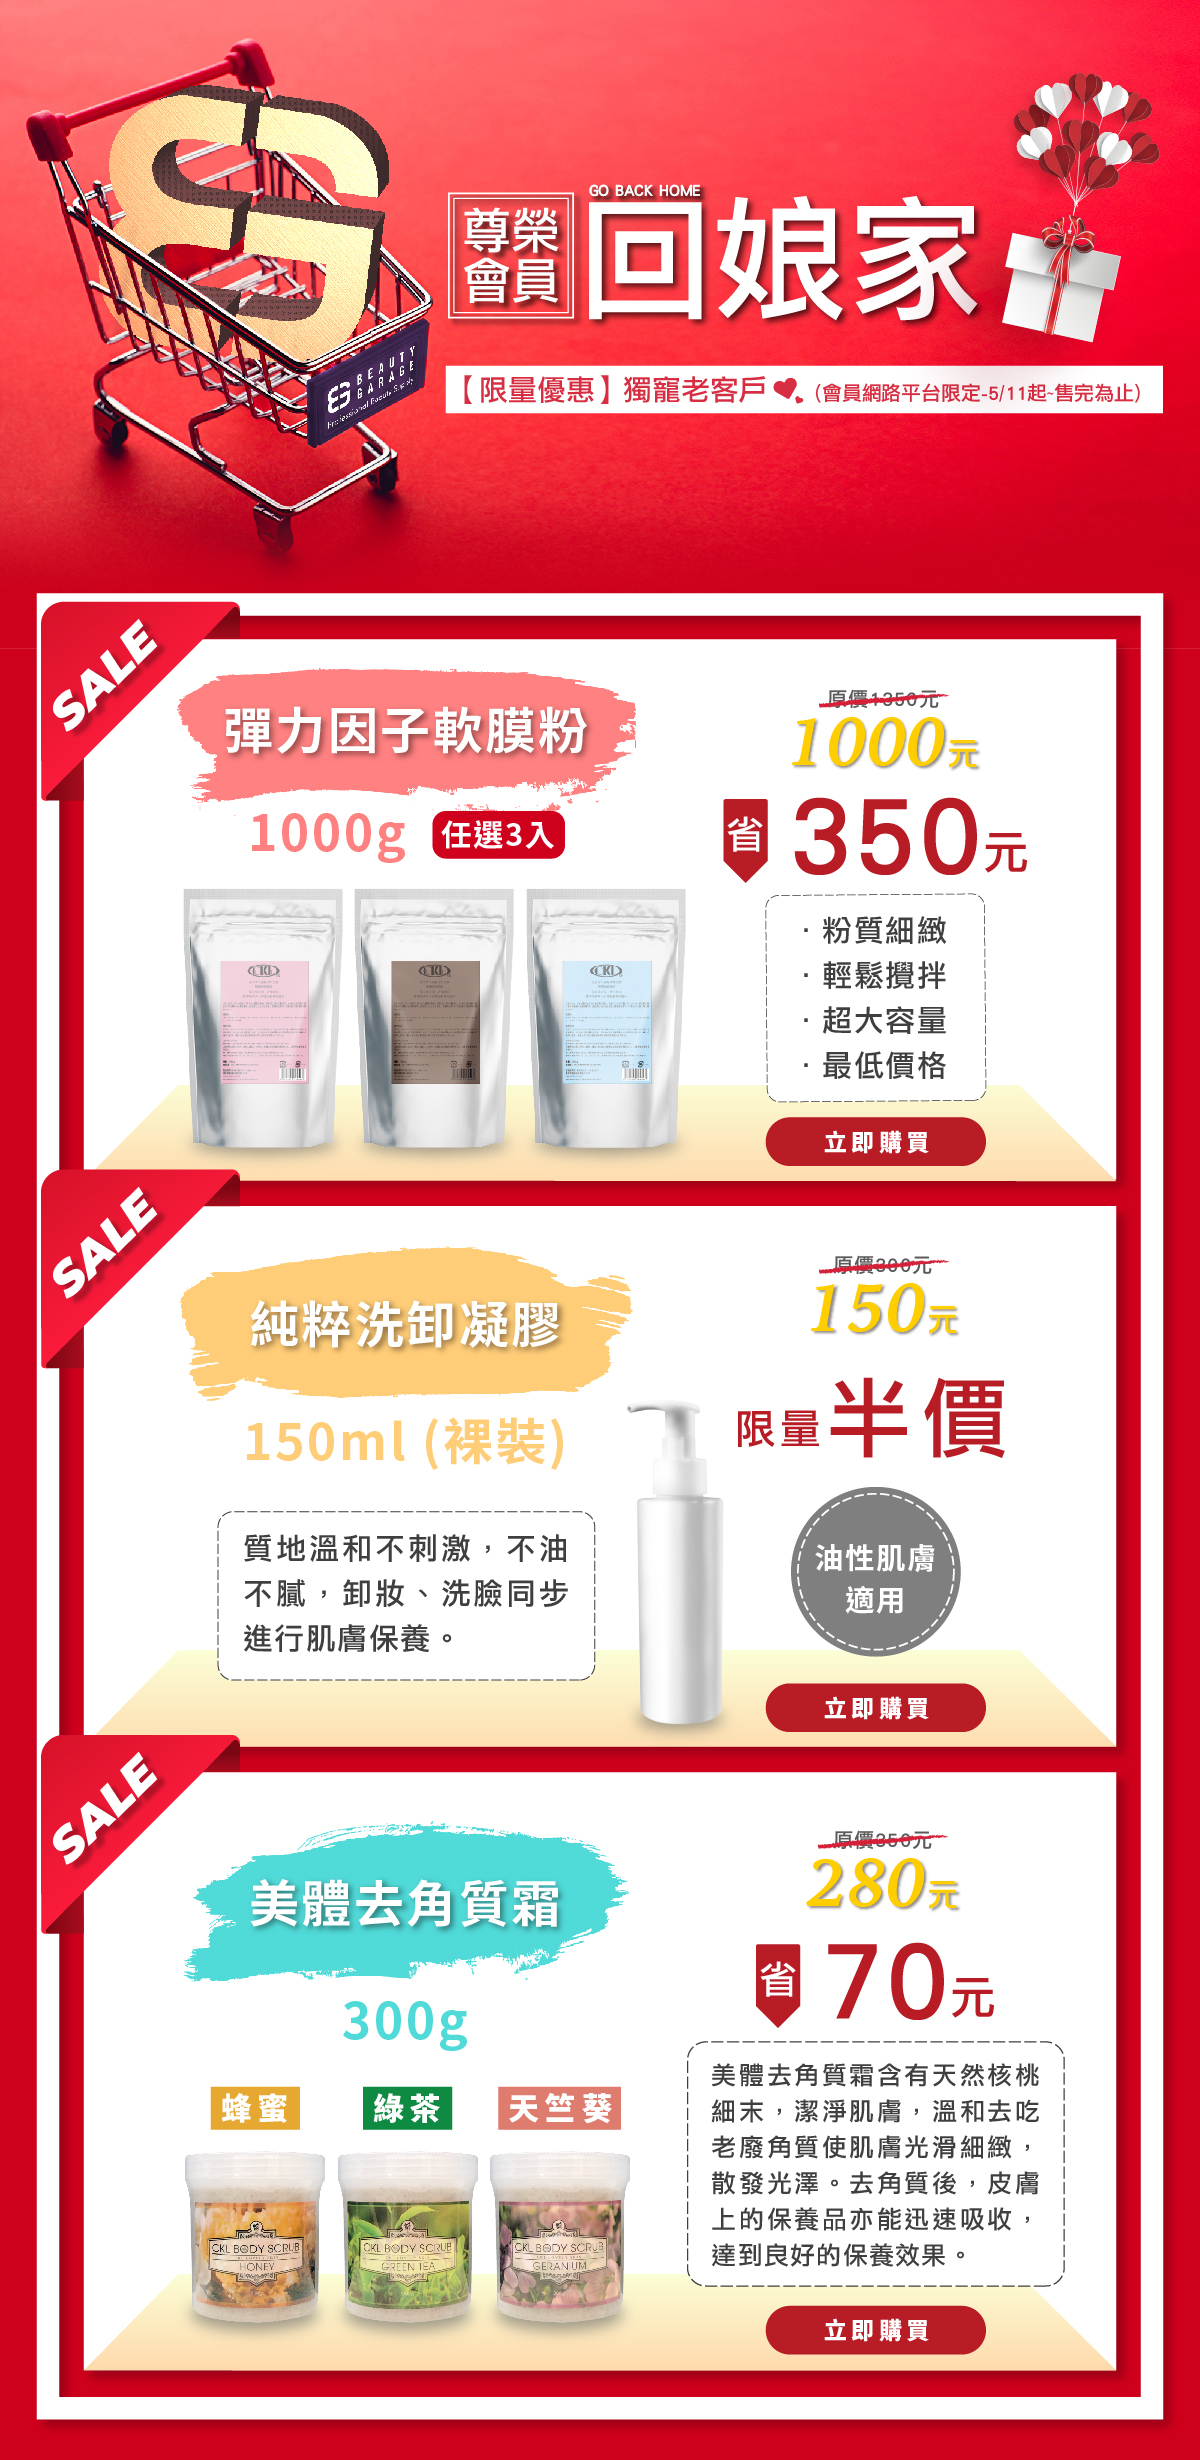 GO BACK HOME
尊榮
會員
回娘家
BEAUTY
GARAGE
Professional Beauty Supply
【限量優惠】獨寵老客戶 (會員網路平台限定-5/11起~售完為止)
SALE
彈力因子軟膜粉
1000g 任選3入
原價1350元
1000元
省 350元
· 粉質細緻
· 輕鬆攪拌
· 超大容量
· 最低價格
立即購買
SALE
純粹洗卸凝膠
150ml (裸裝)
質地溫和不刺激，不油
不膩，卸妝、洗臉同步
進行肌膚保養。
原價300元
150元
限量半價
油性肌膚
適用
立即購買
SALE
美體去角質霜
300g
蜂蜜 綠茶 天竺葵
CKL BODY SCRUB
HONEY
CKL BODY SCRUB
GREEN TEA
CKL BODY SCRUB
GERANIUM
原價350元
280元
省 70元
美體去角質霜含有天然核桃
細末，潔淨肌膚，溫和去吃
老廢角質使肌膚光滑細緻，
散發光澤。去角質後，皮膚
上的保養品亦能迅速吸收，
達到良好的保養效果。
立即購買